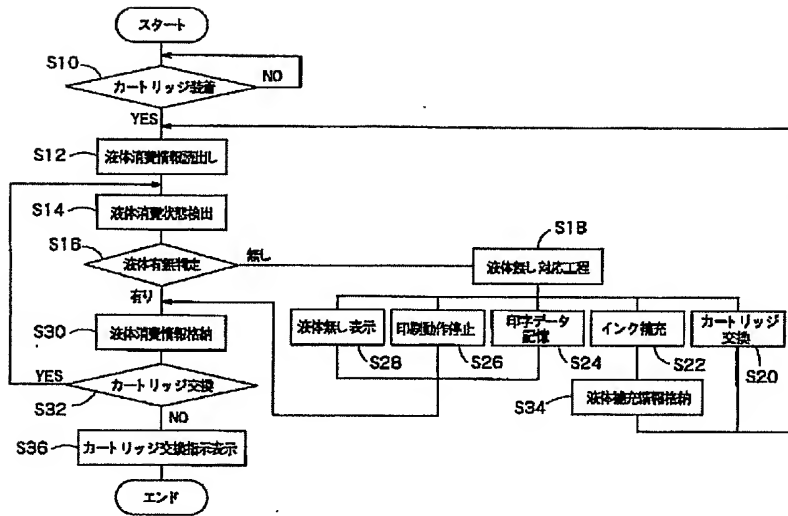 スタート
S10
カートリッジ装着
NO
YES
S12
液体消費情報読出し
S14
液体消費状態検出
S16
液体有無判定
無し
S18
液体無し対応工程
有り
S30
液体消費情報格納
液体無し表示
S28
印刷動作停止
S26
印字データ
記憶
S24
インク補充
S22
カートリッジ
交換
S20
YES
S32
カートリッジ交換
S34
液体補充情報格納
NO
S36
カートリッジ交換指示表示
エンド